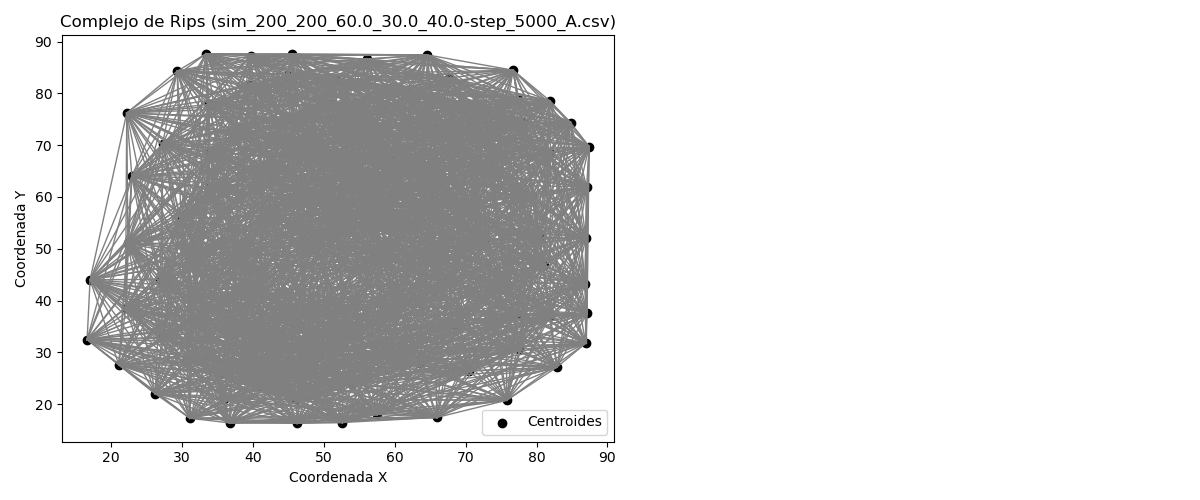 Complejo de Rips (sim_200_200_60.0_30.0_40.0-step_5000_A.csv)
90
80
70
60
50
40
30
20
Coordenada Y
Centroides
20 30 40 50 60 70 80 90
Coordenada X